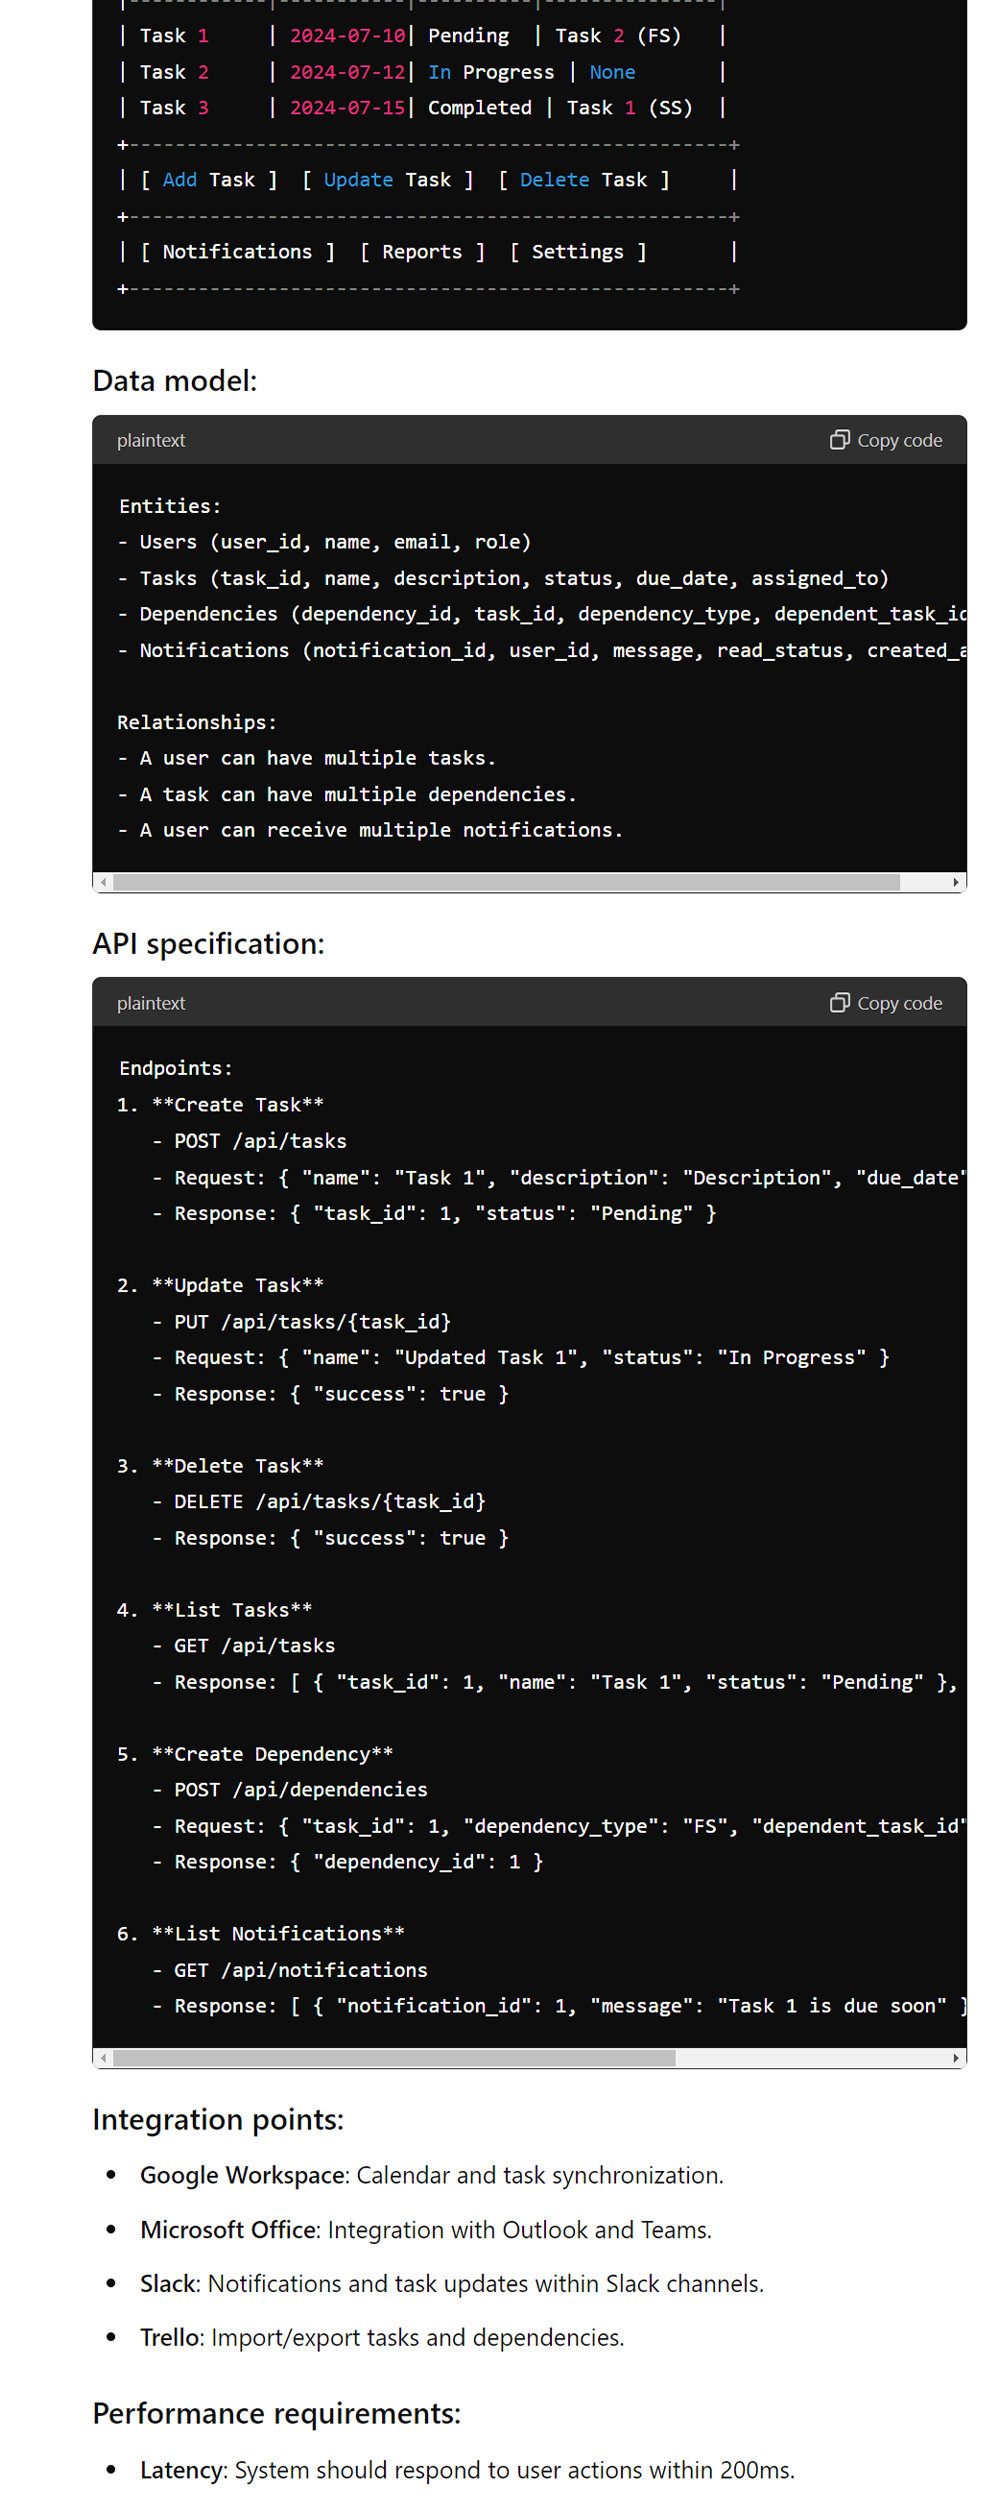 |------------|-----------|----------|---------------|
| Task 1     | 2024-07-10| Pending  | Task 2 (FS)   |
| Task 2     | 2024-07-12| In Progress | None       |
| Task 3     | 2024-07-15| Completed | Task 1 (SS)  |
+----------------------------------------------------+
| [ Add Task ]  [ Update Task ]  [ Delete Task ]     |
+----------------------------------------------------+
| [ Notifications ]  [ Reports ]  [ Settings ]       |
+----------------------------------------------------+
Data model:
plaintext Copy code
Entities:
- Users (user_id, name, email, role)
- Tasks (task_id, name, description, status, due_date, assigned_to)
- Dependencies (dependency_id, task_id, dependency_type, dependent_task_id
- Notifications (notification_id, user_id, message, read_status, created_a
Relationships:
- A user can have multiple tasks.
- A task can have multiple dependencies.
- A user can receive multiple notifications.
API specification:
plaintext Copy code
Endpoints:
1. **Create Task**
- POST /api/tasks
- Request: { "name": "Task 1", "description": "Description", "due_date"
- Response: { "task_id": 1, "status": "Pending" }
2. **Update Task**
- PUT /api/tasks/{task_id}
- Request: { "name": "Updated Task 1", "status": "In Progress" }
- Response: { "success": true }
3. **Delete Task**
- DELETE /api/tasks/{task_id}
- Response: { "success": true }
4. **List Tasks**
- GET /api/tasks
- Response: [ { "task_id": 1, "name": "Task 1", "status": "Pending" },
5. **Create Dependency**
- POST /api/dependencies
- Request: { "task_id": 1, "dependency_type": "FS", "dependent_task_id"
- Response: { "dependency_id": 1 }
6. **List Notifications**
- GET /api/notifications
- Response: [ { "notification_id": 1, "message": "Task 1 is due soon" }
Integration points:
• Google Workspace: Calendar and task synchronization.
• Microsoft Office: Integration with Outlook and Teams.
• Slack: Notifications and task updates within Slack channels.
• Trello: Import/export tasks and dependencies.
Performance requirements:
• Latency: System should respond to user actions within 200ms.